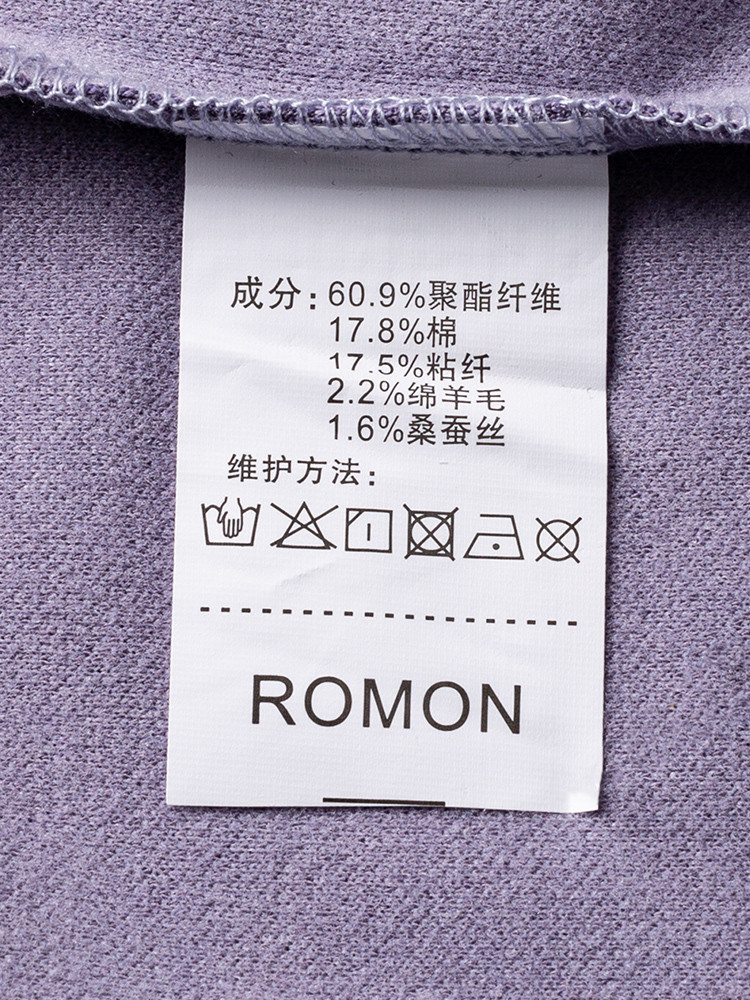 成分：60.9%聚酯纤维
17.8%棉
17.5%粘纤
2.2%绵羊毛
1.6%桑蚕丝
维护方法：
ROMON